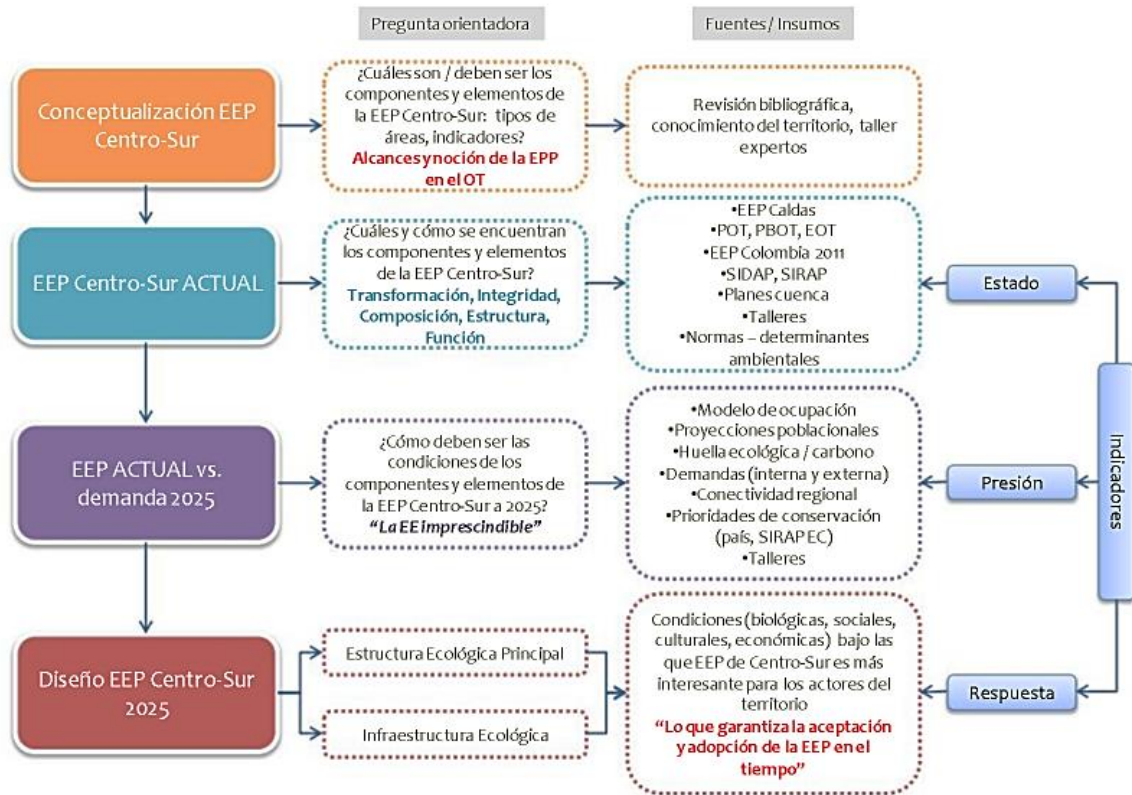 Pregunta orientadora
Fuentes / Insumos
Conceptualización EEP
Centro-Sur
¿Cuáles son / deben ser los
componentes y elementos de
la EEP Centro-Sur: tipos de
áreas, indicadores?
Alcances y noción de la EPP
en el OT
Revisión bibliográfica,
conocimiento del territorio, taller
expertos
EEP Centro-Sur ACTUAL
¿Cuáles y cómo se encuentran
los componentes y elementos
de la EEP Centro-Sur?
Transformación, Integridad,
Composición, Estructura,
Función
•EEP Caldas
•POT, PBOT, EOT
•EEP Colombia 2011
•SIDAP, SIRAP
•Planes cuenca
•Talleres
•Normas – determinantes
ambientales
Estado
EEP ACTUAL vs.
demanda 2025
¿Cómo deben ser las
condiciones de los
componentes y elementos de
la EEP Centro-Sur a 2025?
"La EE imprescindible"
•Modelo de ocupación
•Proyecciones poblacionales
•Huella ecológica / carbono
•Demandas (interna y externa)
•Conectividad regional
•Prioridades de conservación
(país, SIRAP EC)
•Talleres
Presión
Indicadores
Diseño EEP Centro-Sur
2025
Estructura Ecológica Principal
Infraestructura Ecológica
Condiciones (biológicas, sociales,
culturales, económicas) bajo las
que EEP de Centro-Sur es más
interesante para los actores del
territorio
"Lo que garantiza la aceptación
y adopción de la EEP en el
tiempo"
Respuesta